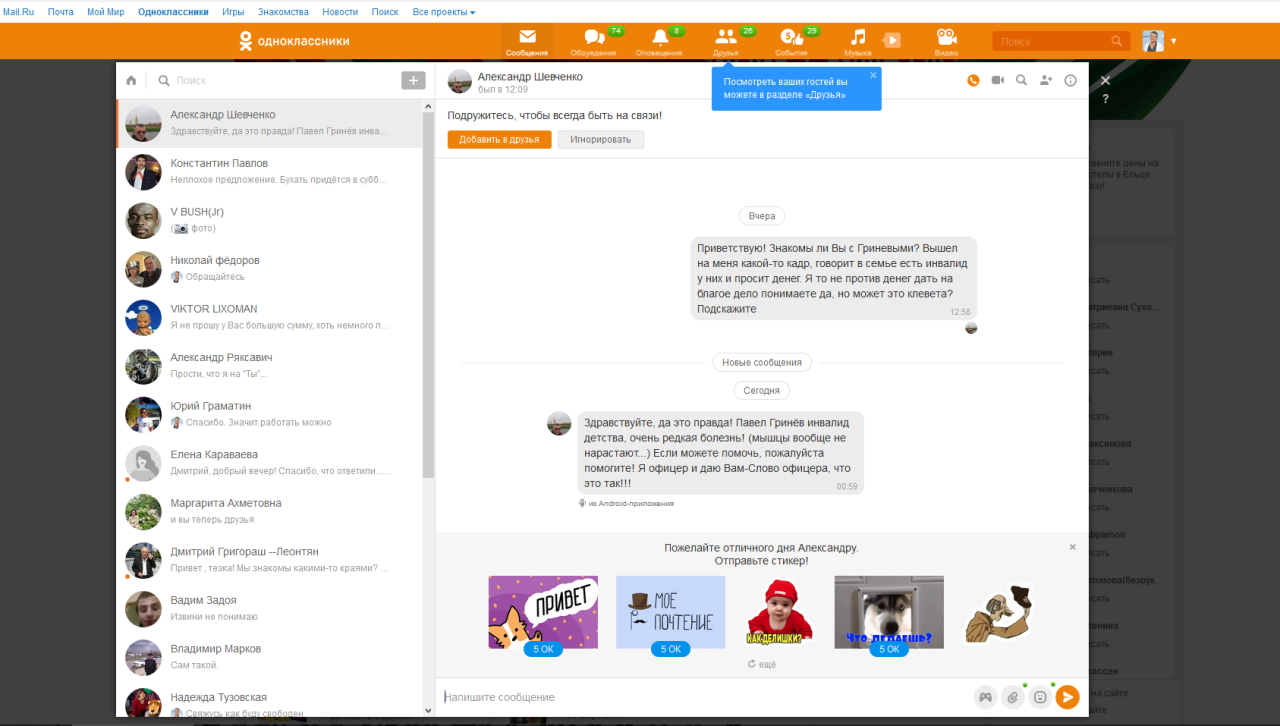 Mail.Ru Почта Мой Мир Одноклассники Игры Знакомства Новости Поиск Все проекты
одноклассники
74 8 26 29
Сообщения Обсуждения Оповещения Друзья События Музыка Видео
Поиск
Посмотреть ваших гостей вы
можете в разделе «Друзья»
Поиск
Александр Шевченко
Здравствуйте, да это правда! Павел Гринёв инва...
Константин Павлов
Неплохое предложение. Бухать придётся в субб...
V BUSH(Jr)
( фото)
Николай фёдоров
Обращайтесь
VIKTOR LIXOMAN
Я не прошу у Вас большую сумму, хоть немного п...
Александр Ряксавич
Прости, что я на "Ты"...
Юрий Граматин
Спасибо. Значит работать можно
Елена Караваева
Дмитрий, добрый вечер! Спасибо, что ответили.....
Маргарита Ахметовна
и вы теперь друзья
Дмитрий Григораш --Леонтян
Привет , тезка! Мы знакомы какими-то краями? ...
Вадим Задоя
Извини не понимаю
Владимир Марков
Сам такой.
Надежда Тузовская
Свяжусь как буду свободен
Александр Шевченко
был в 12:09
Подружитесь, чтобы всегда быть на связи!
Добавить в друзья Игнорировать
Вчера
Приветствую! Знакомы ли Вы с Гриневыми? Вышел
на меня какой-то кадр, говорит в семье есть инвалид
у них и просит денег. Я то не против денег дать на
благое дело понимаете да, но может это клевета?
Подскажите
12:58
Новые сообщения
Сегодня
Здравствуйте, да это правда! Павел Гринёв инвалид
детства, очень редкая болезнь! (мышцы вообще не
нарастают...) Если можете помочь, пожалуйста
помогите! Я офицер и даю Вам-Слово офицера, что
это так!!!
00:59
из Android-приложения
Пожелайте отличного дня Александру.
Отправьте стикер!
ПРИВЕТ
МОЁ
ПОЧТЕНИЕ
КАК ДЕЛИШКИ?
ЧТО ДЕЛАЕШЬ?
5 ОК 5 ОК 5 ОК
ещё
Напишите сообщение
?
цены на
в Ельце
на сайте